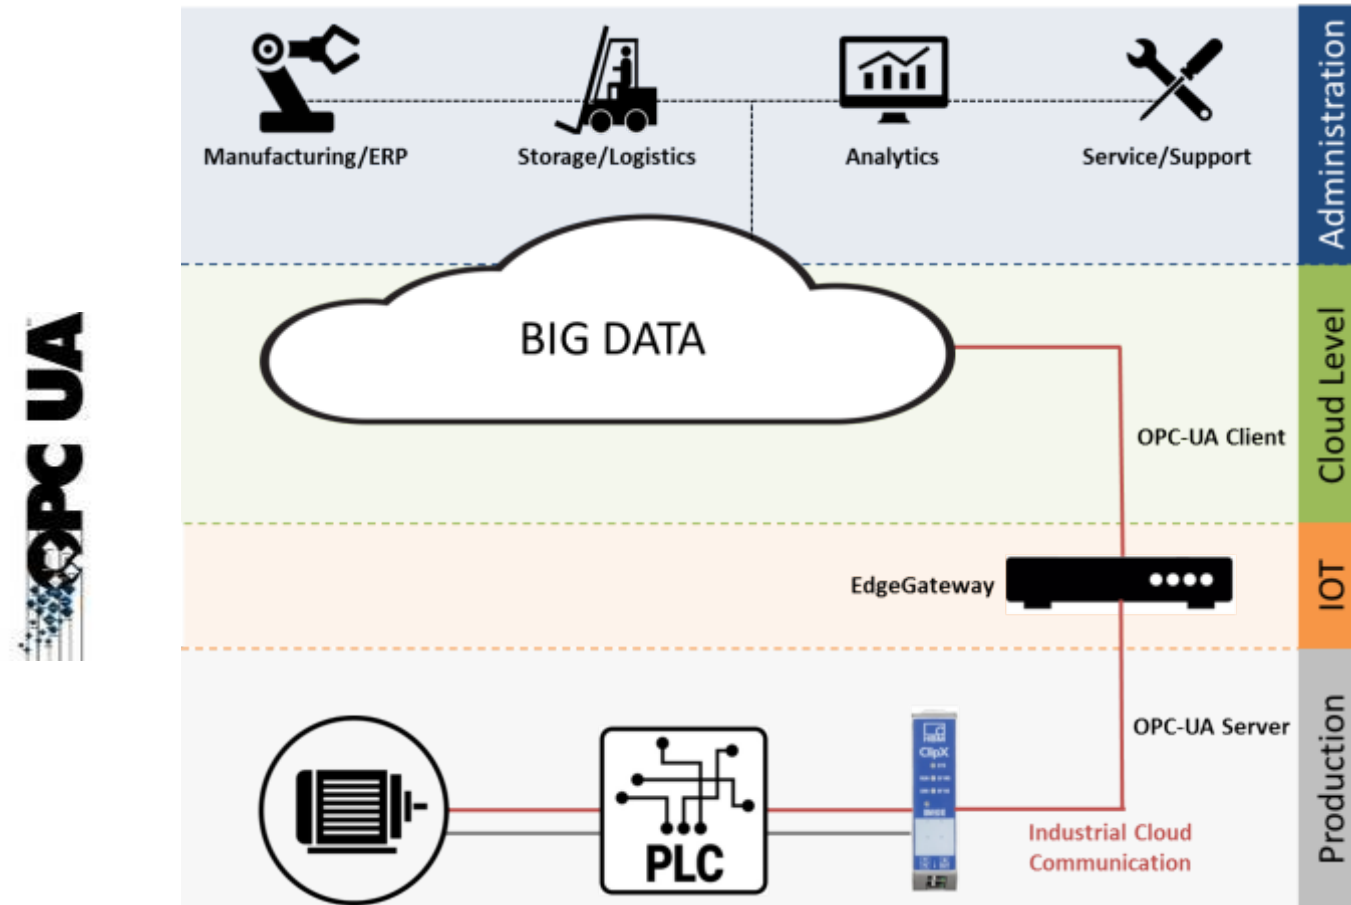 Manufacturing/ERP
Storage/Logistics
Analytics
Service/Support
Administration
BIG DATA
OPC UA
Cloud Level
OPC-UA Client
EdgeGateway
IOT
OPC-UA Server
ClipX
PLC
Industrial Cloud
Communication
Production